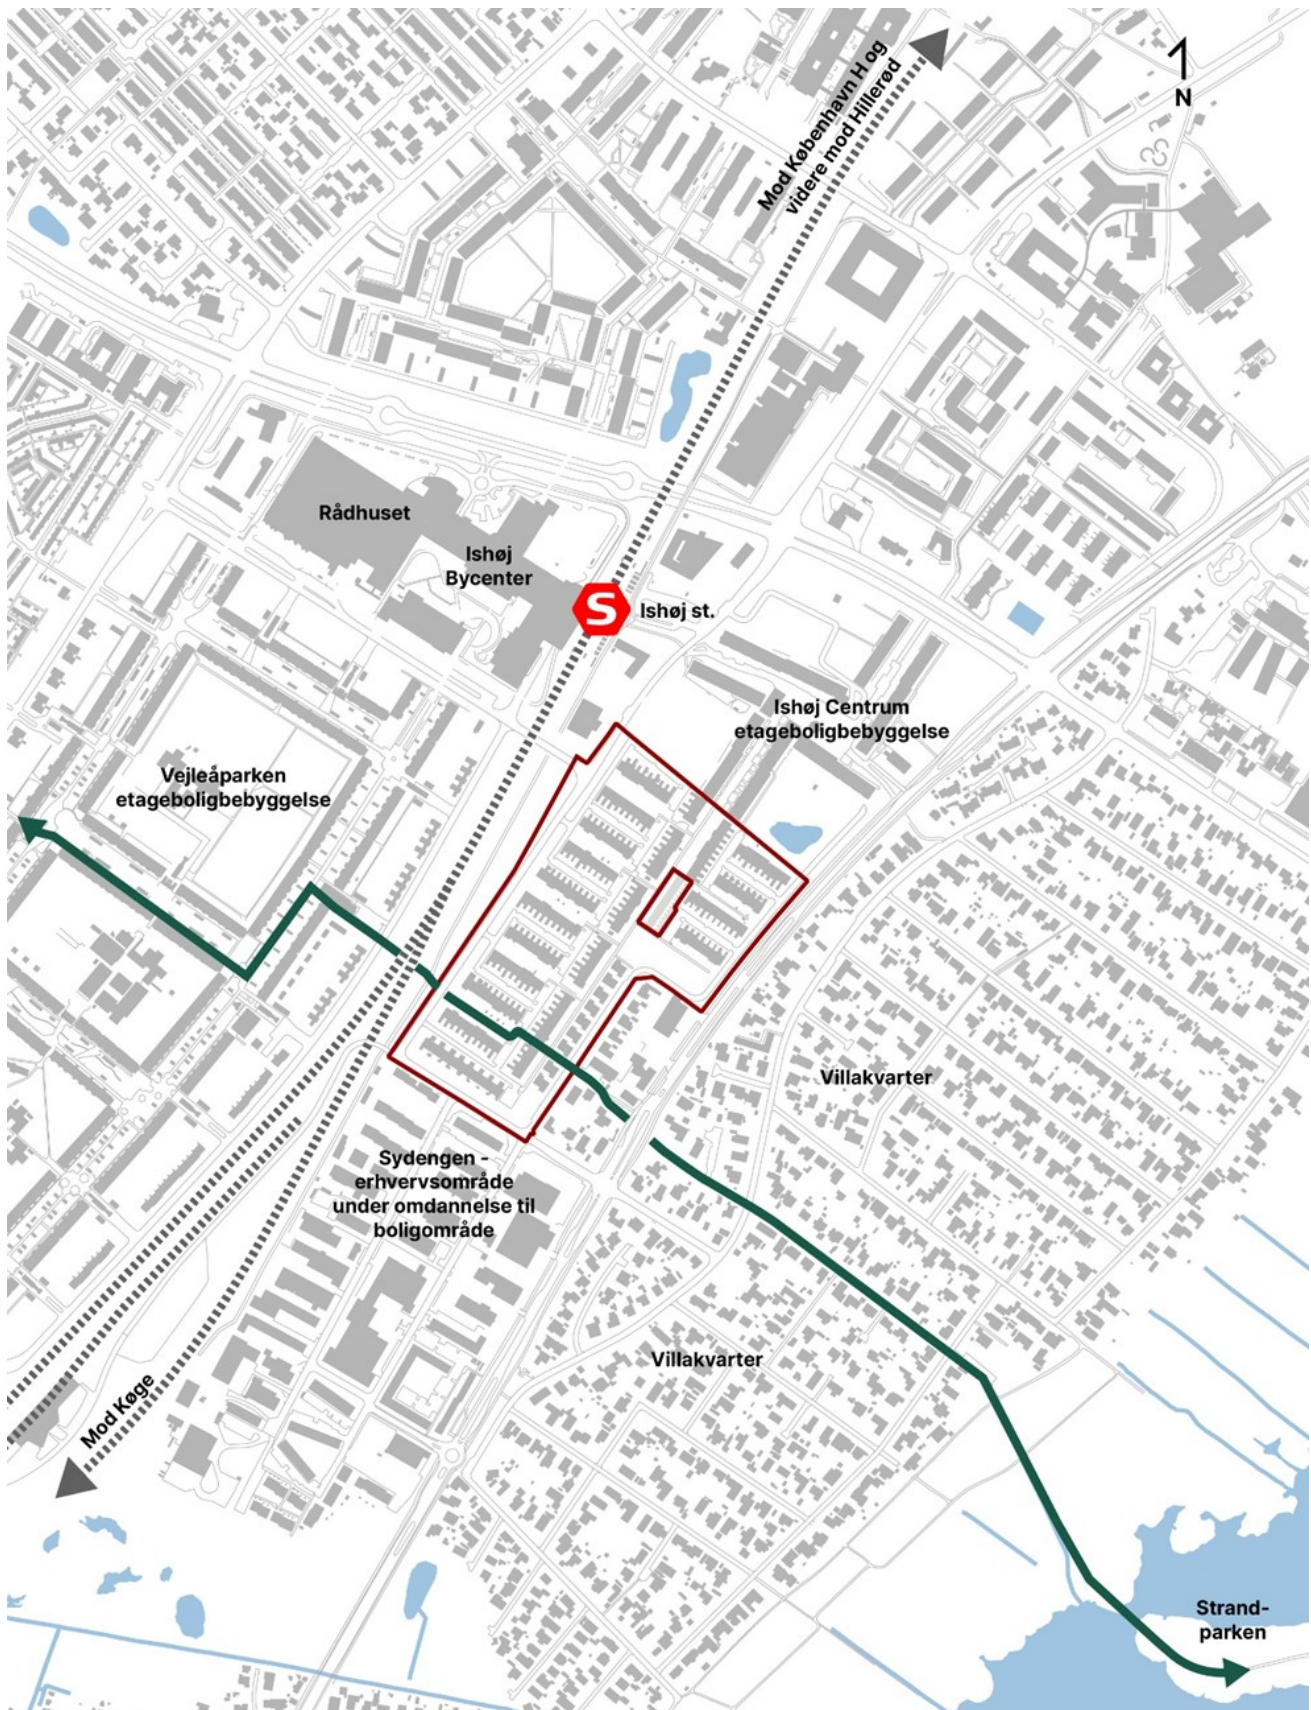 Mod København H og
videre mod Hillerød
N
Rådhuset
Ishøj
Bycenter
S
Ishøj st.
Ishøj Centrum
etageboligbebyggelse
Vejleåparken
etageboligbebyggelse
Villakvarter
Sydengen -
erhvervsområde
under omdannelse til
boligområde
Villakvarter
Mod Køge
Strand-
parken